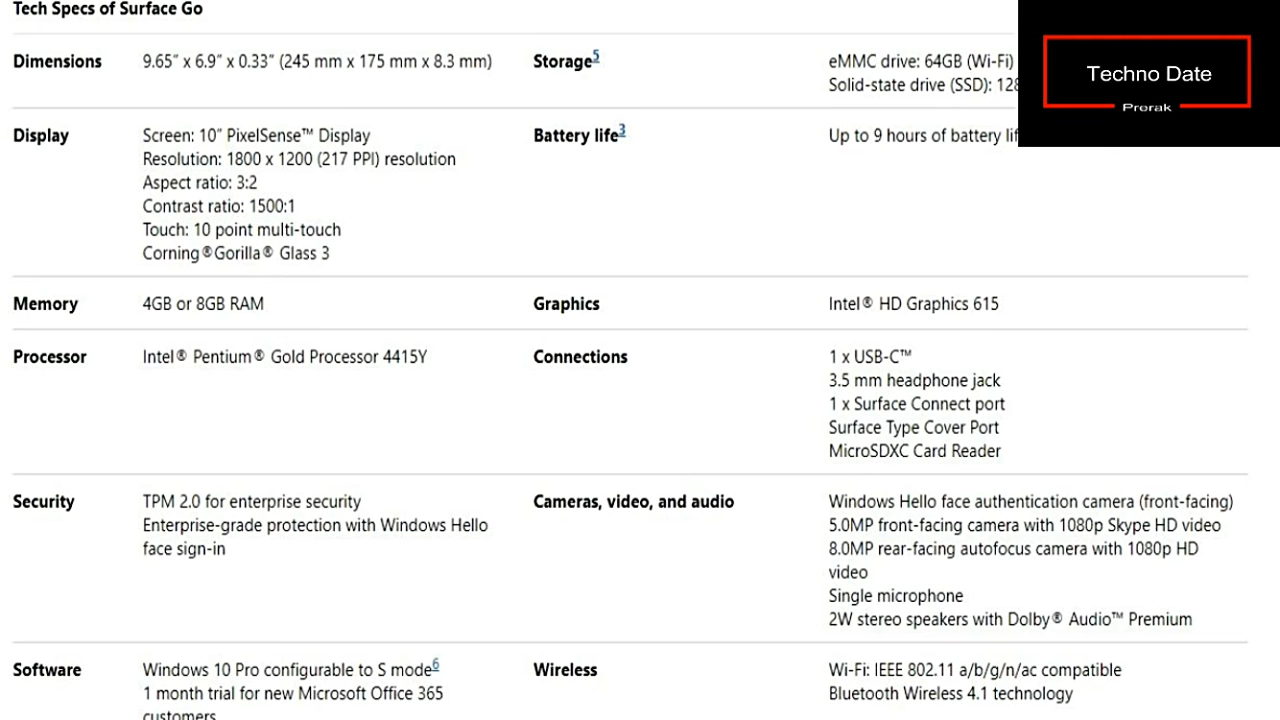 Tech Specs of Surface Go
Dimensions
9.65″ x 6.9″ x 0.33″ (245 mm x 175 mm x 8.3 mm)
Storage5
eMMC drive: 64GB (Wi-Fi)
Solid-state drive (SSD): 128
Display
Screen: 10″ PixelSense™ Display
Resolution: 1800 x 1200 (217 PPI) resolution
Aspect ratio: 3:2
Contrast ratio: 1500:1
Touch: 10 point multi-touch
Corning®Gorilla® Glass 3
Battery life3
Up to 9 hours of battery lif
Memory
4GB or 8GB RAM
Graphics
Intel® HD Graphics 615
Processor
Intel® Pentium® Gold Processor 4415Y
Connections
1 x USB-C™
3.5 mm headphone jack
1 x Surface Connect port
Surface Type Cover Port
MicroSDXC Card Reader
Security
TPM 2.0 for enterprise security
Enterprise-grade protection with Windows Hello
face sign-in
Cameras, video, and audio
Windows Hello face authentication camera (front-facing)
5.0MP front-facing camera with 1080p Skype HD video
8.0MP rear-facing autofocus camera with 1080p HD
video
Single microphone
2W stereo speakers with Dolby® Audio™ Premium
Software
Windows 10 Pro configurable to S mode6
1 month trial for new Microsoft Office 365
customers
Wireless
Wi-Fi: IEEE 802.11 a/b/g/n/ac compatible
Bluetooth Wireless 4.1 technology
Techno Date
Prerak